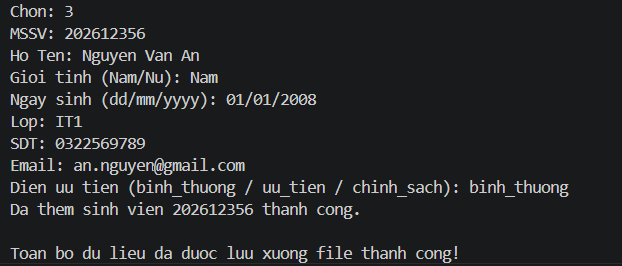 Chon: 3
MSSV: 202612356
Ho Ten: Nguyen Van An
Gioi tinh (Nam/Nu): Nam
Ngay sinh (dd/mm/yyyy): 01/01/2008
Lop: IT1
SDT: 0322569789
Email: an.nguyen@gmail.com
Dien uu tien (binh_thuong / uu_tien / chinh_sach): binh_thuong
Da them sinh vien 202612356 thanh cong.
Toan bo du lieu da duoc luu xuong file thanh cong!